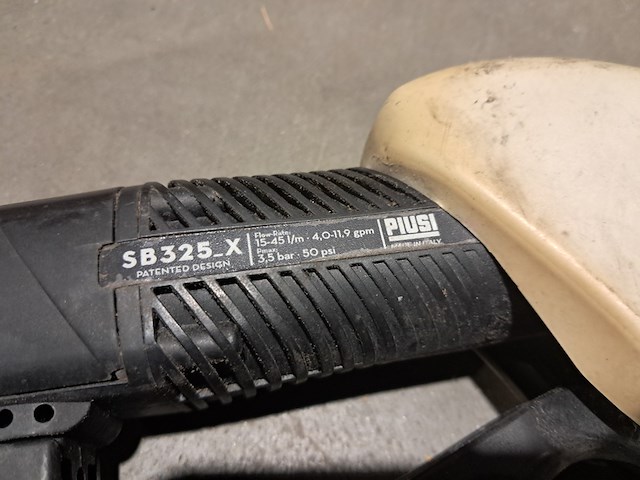 SB325_X
PATENTED DESIGN
Flow-Rate:
15-45 l/m · 4,0-11,9 gpm
Pmax:
3,5 bar · 50 psi
PIUSI
MADE IN ITALY